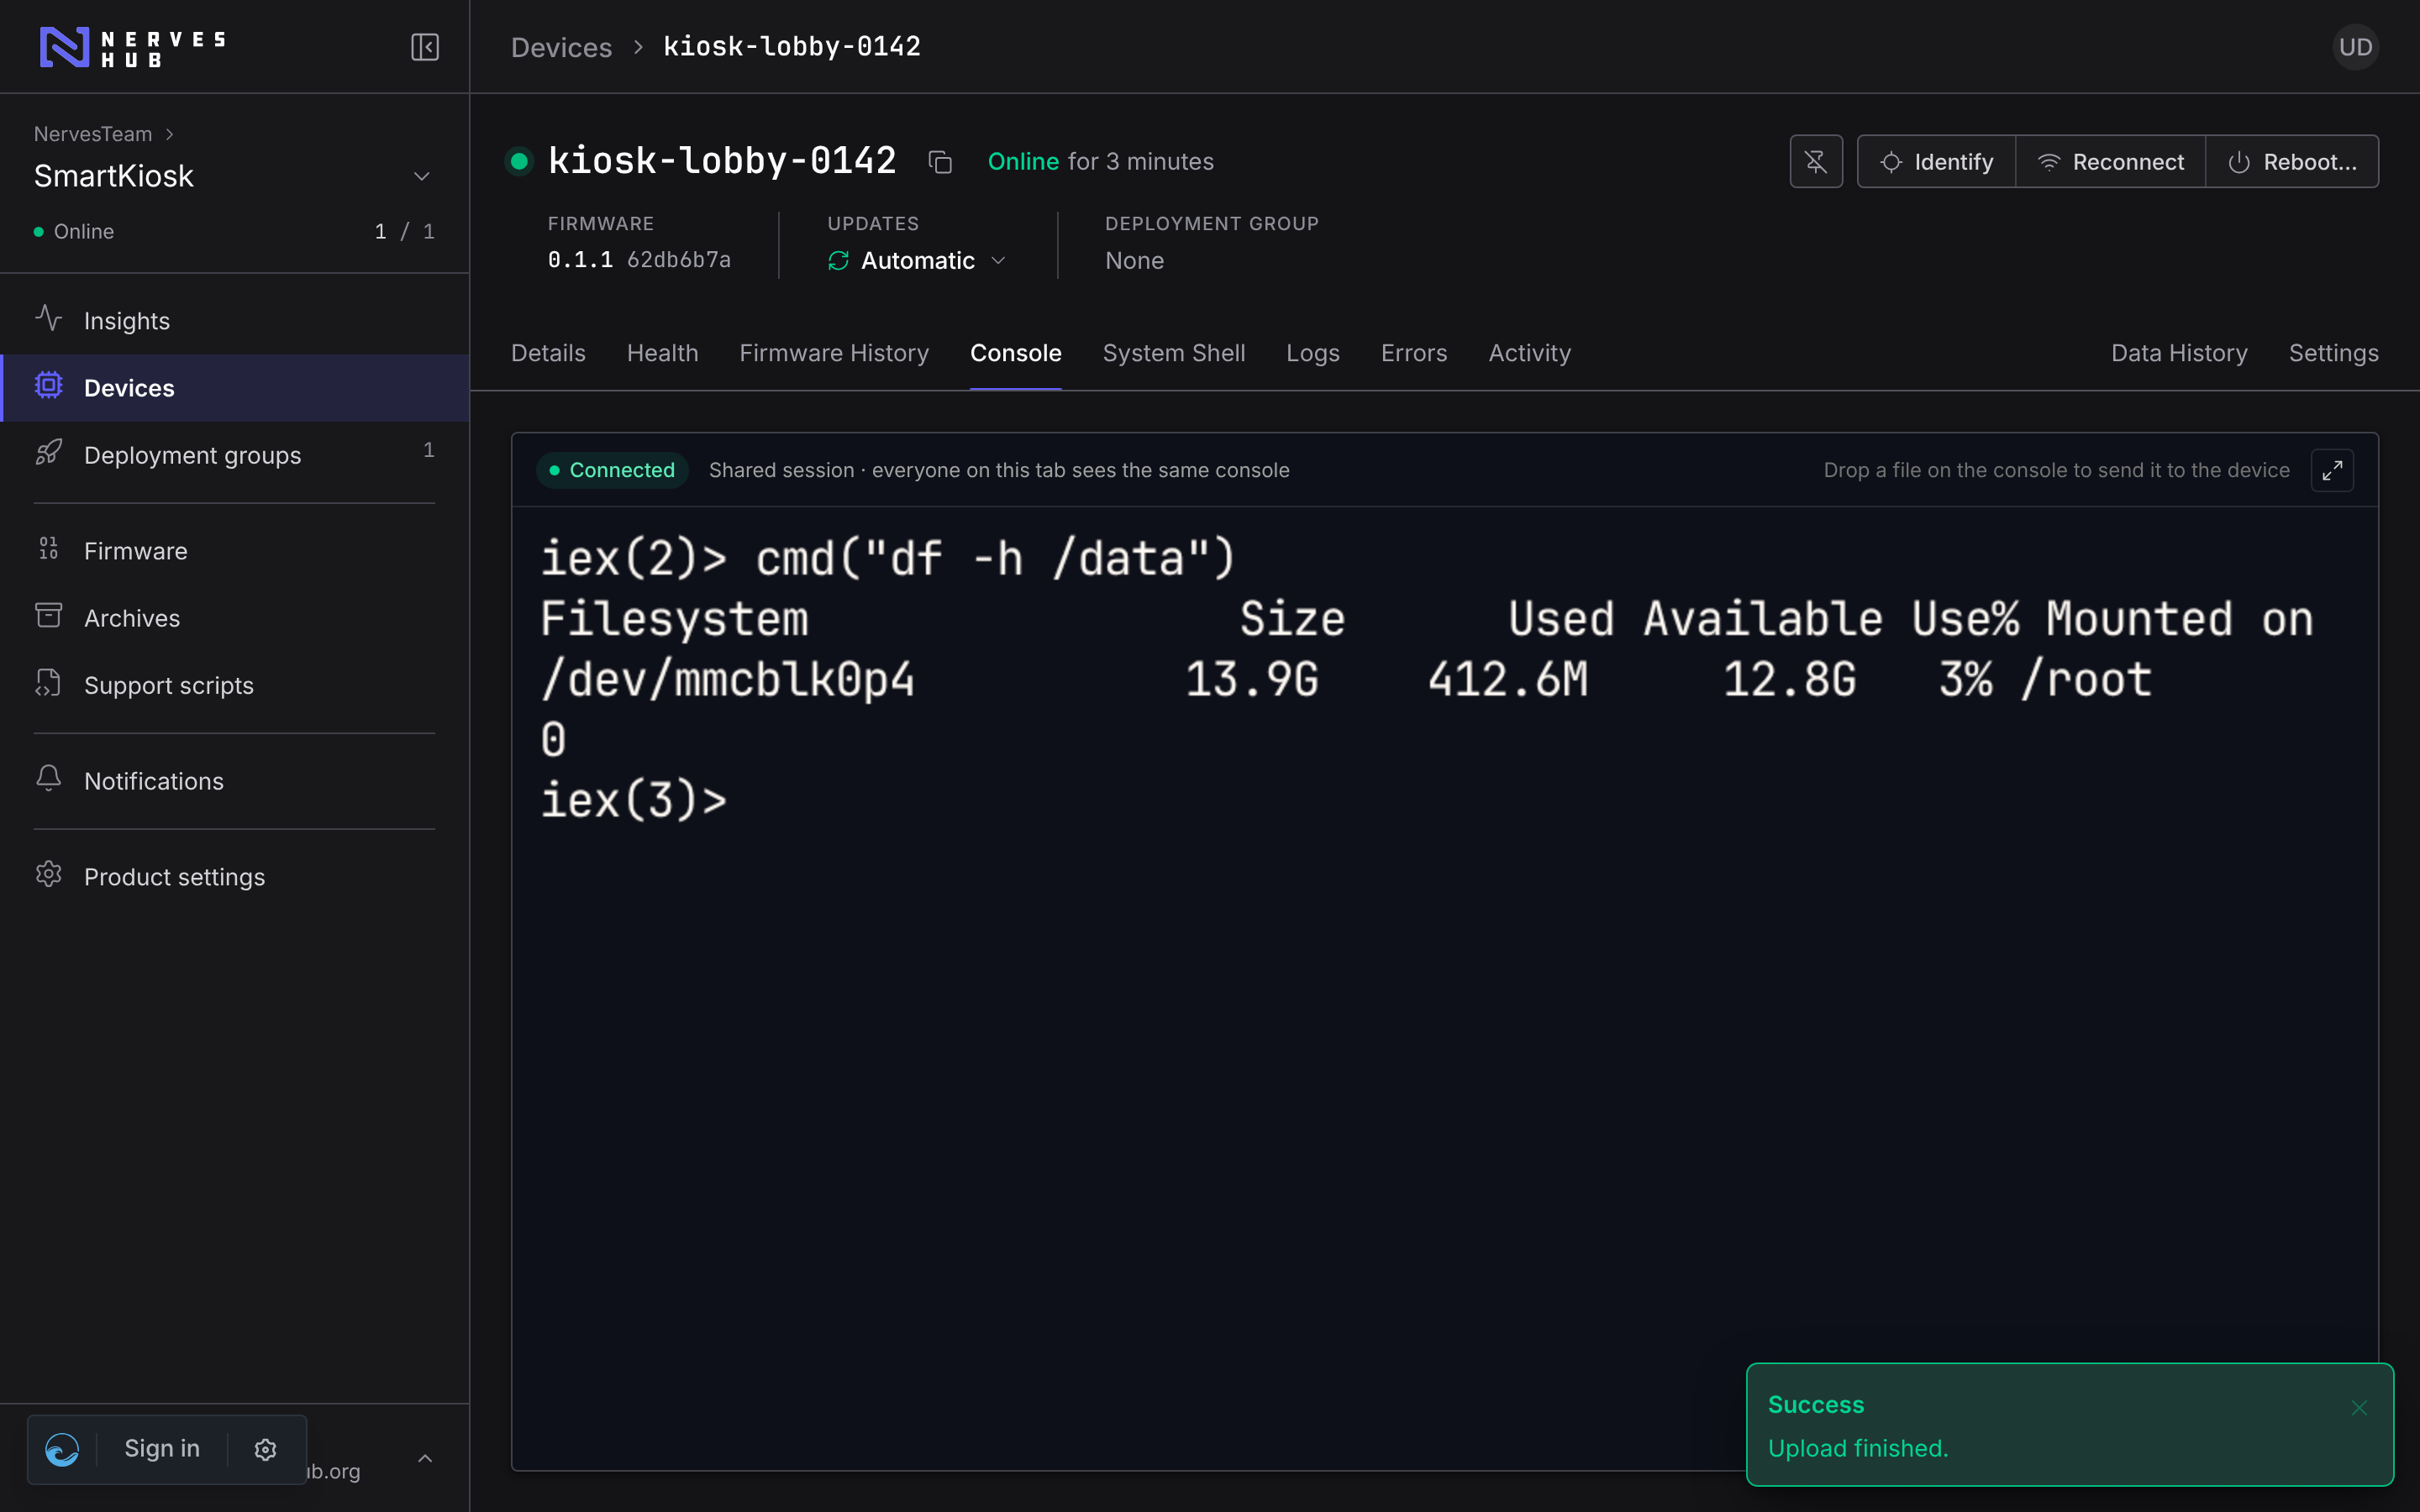 NERVES
HUB
Devices > kiosk-lobby-0142
UD
NervesTeam >
SmartKiosk
Online 1 / 1
Insights
Devices
Deployment groups 1
Firmware
Archives
Support scripts
Notifications
Product settings
Sign in
ub.org
kiosk-lobby-0142 Online for 3 minutes
Identify Reconnect Reboot...
FIRMWARE UPDATES DEPLOYMENT GROUP
0.1.1 62db6b7a Automatic None
Details Health Firmware History Console System Shell Logs Errors Activity Data History Settings
Connected Shared session · everyone on this tab sees the same console Drop a file on the console to send it to the device
iex(2)> cmd("df -h /data")
Filesystem Size Used Available Use% Mounted on
/dev/mmcblk0p4 13.9G 412.6M 12.8G 3% /root
0
iex(3)>
Success
Upload finished.